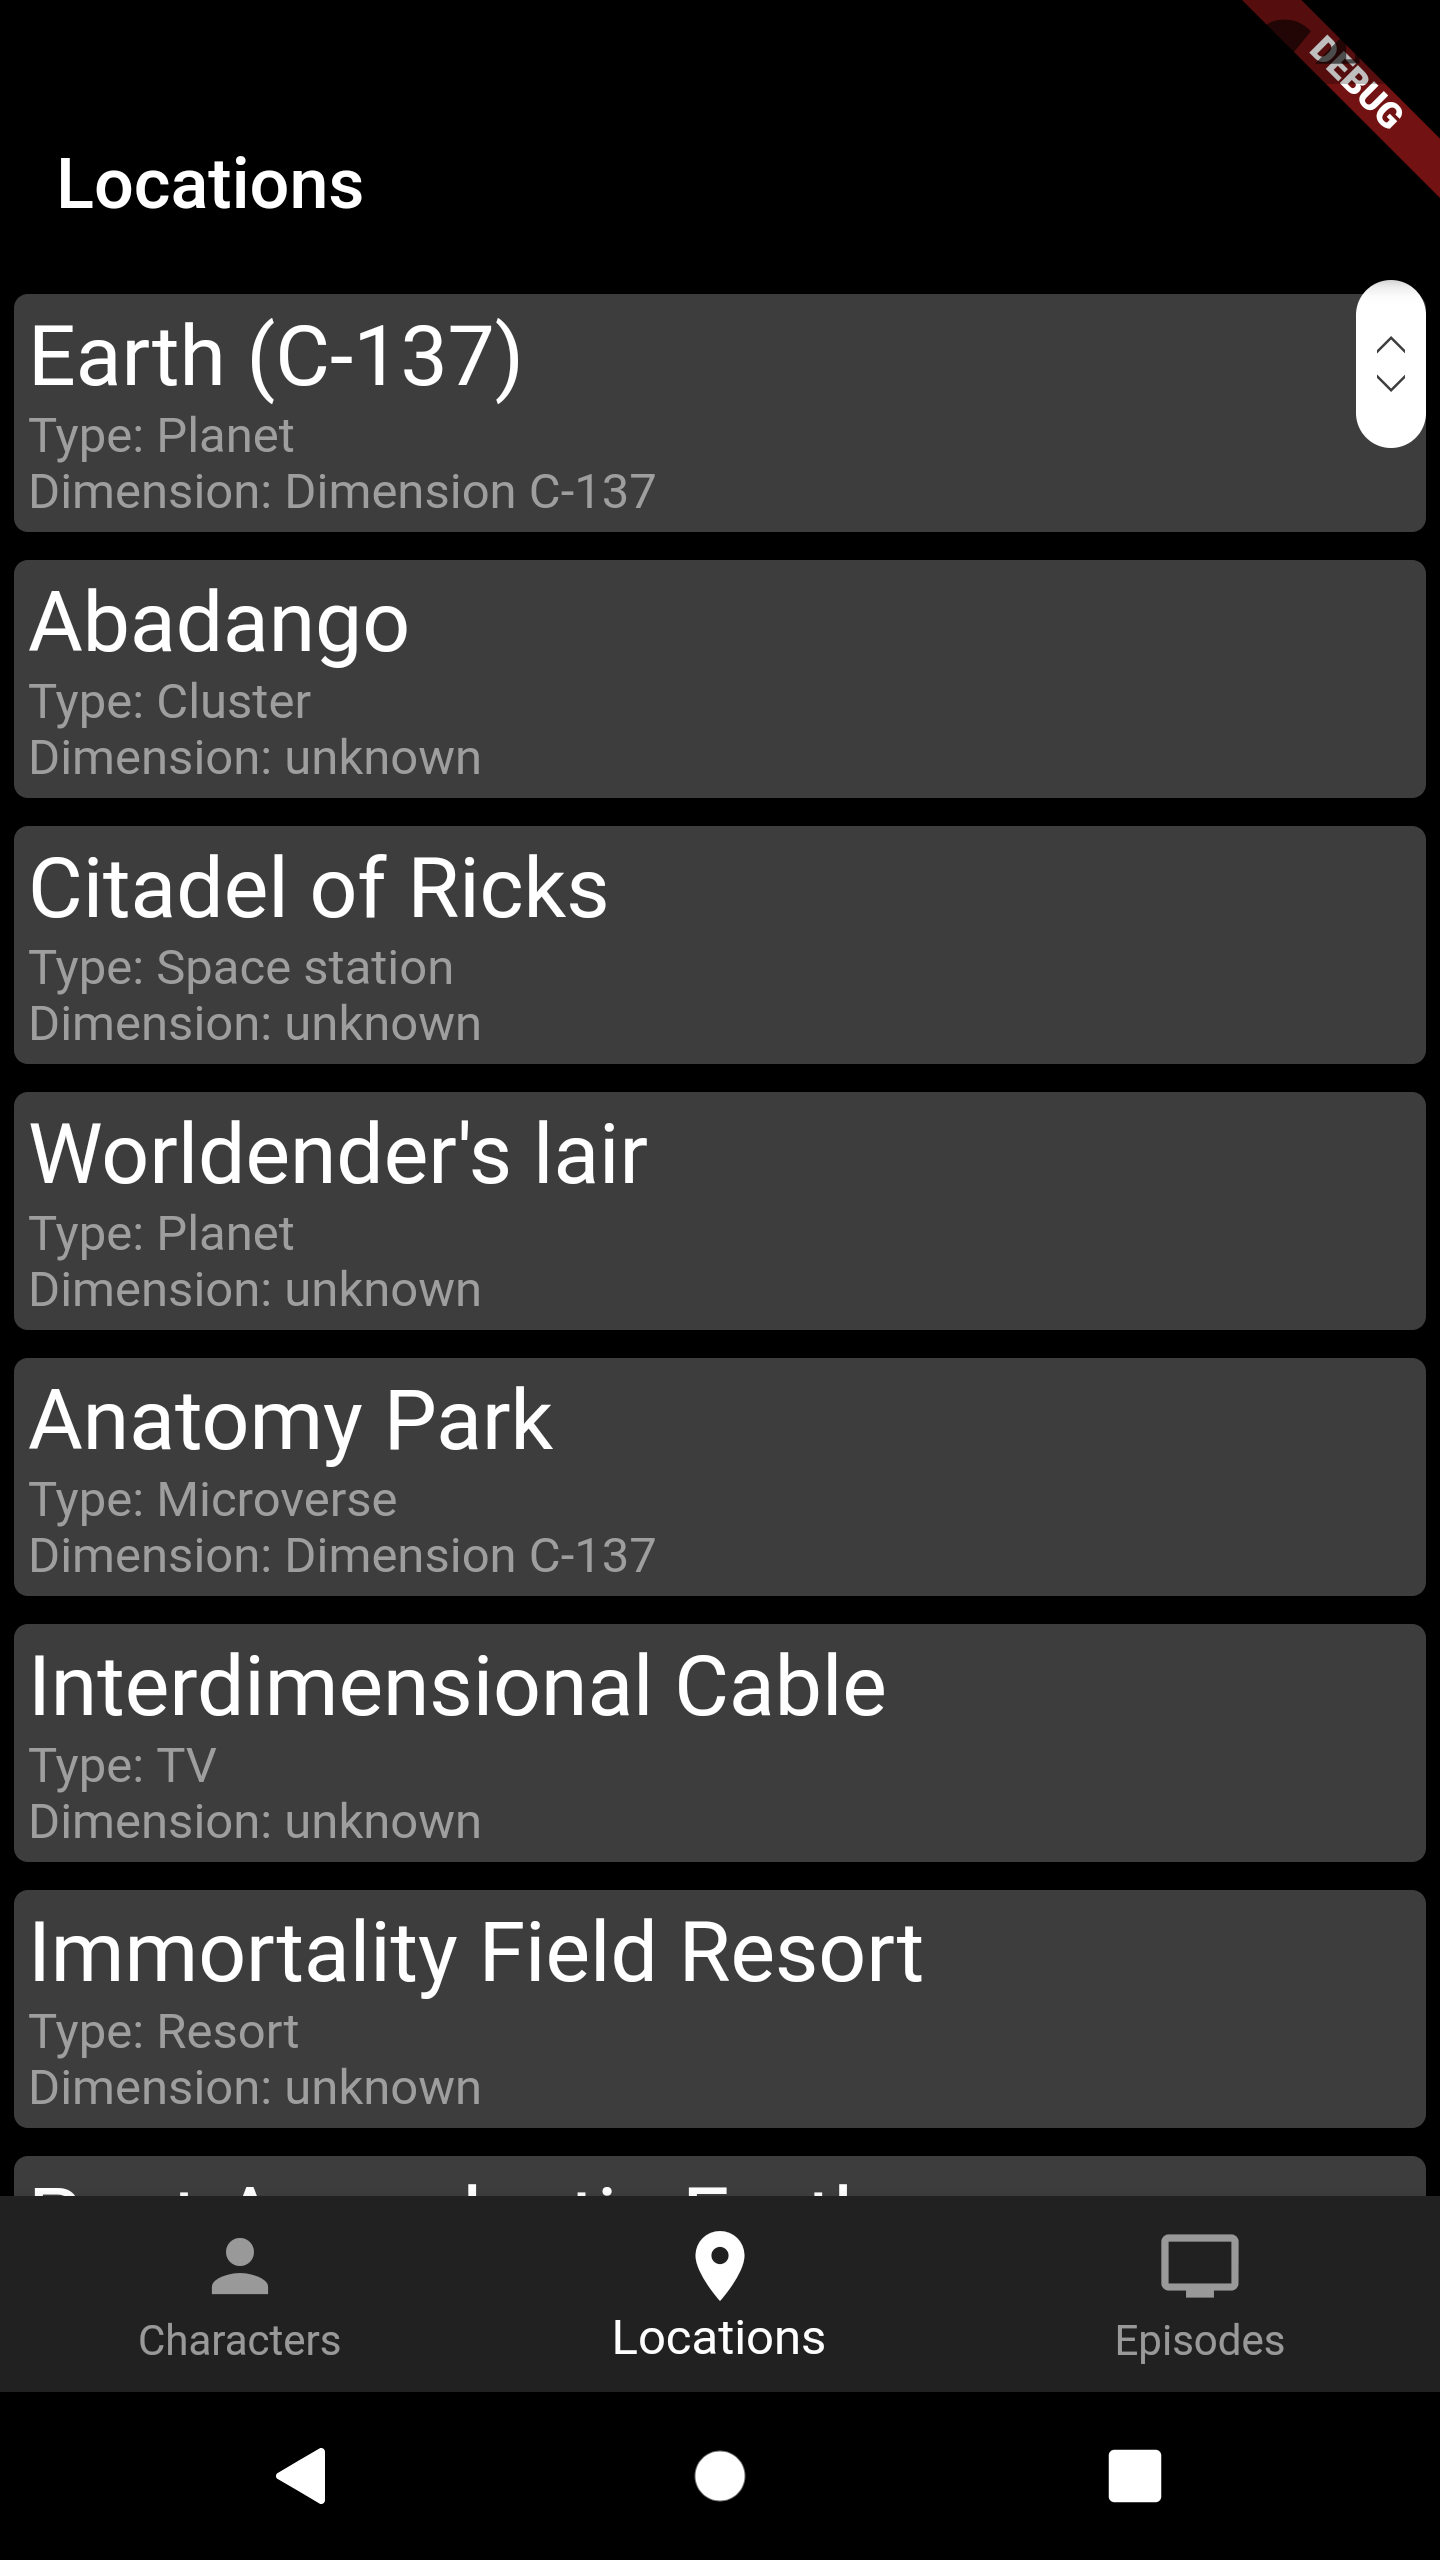 DEBUG
Locations
Earth (C-137)
Type: Planet
Dimension: Dimension C-137
Abadango
Type: Cluster
Dimension: unknown
Citadel of Ricks
Type: Space station
Dimension: unknown
Worldender's lair
Type: Planet
Dimension: unknown
Anatomy Park
Type: Microverse
Dimension: Dimension C-137
Interdimensional Cable
Type: TV
Dimension: unknown
Immortality Field Resort
Type: Resort
Dimension: unknown
Characters
Locations
Episodes